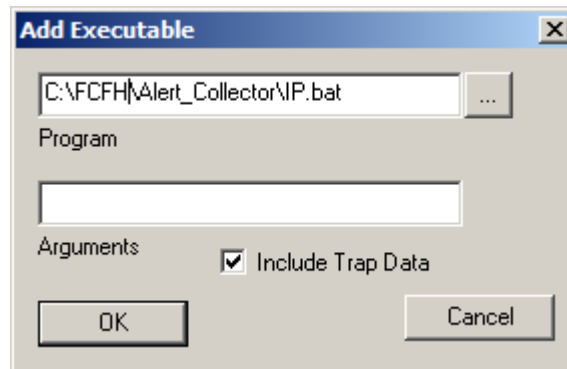 Add Executable
C:\FCFH\Alert_Collector\IP.bat
...
Program
Arguments
Include Trap Data
OK
Cancel